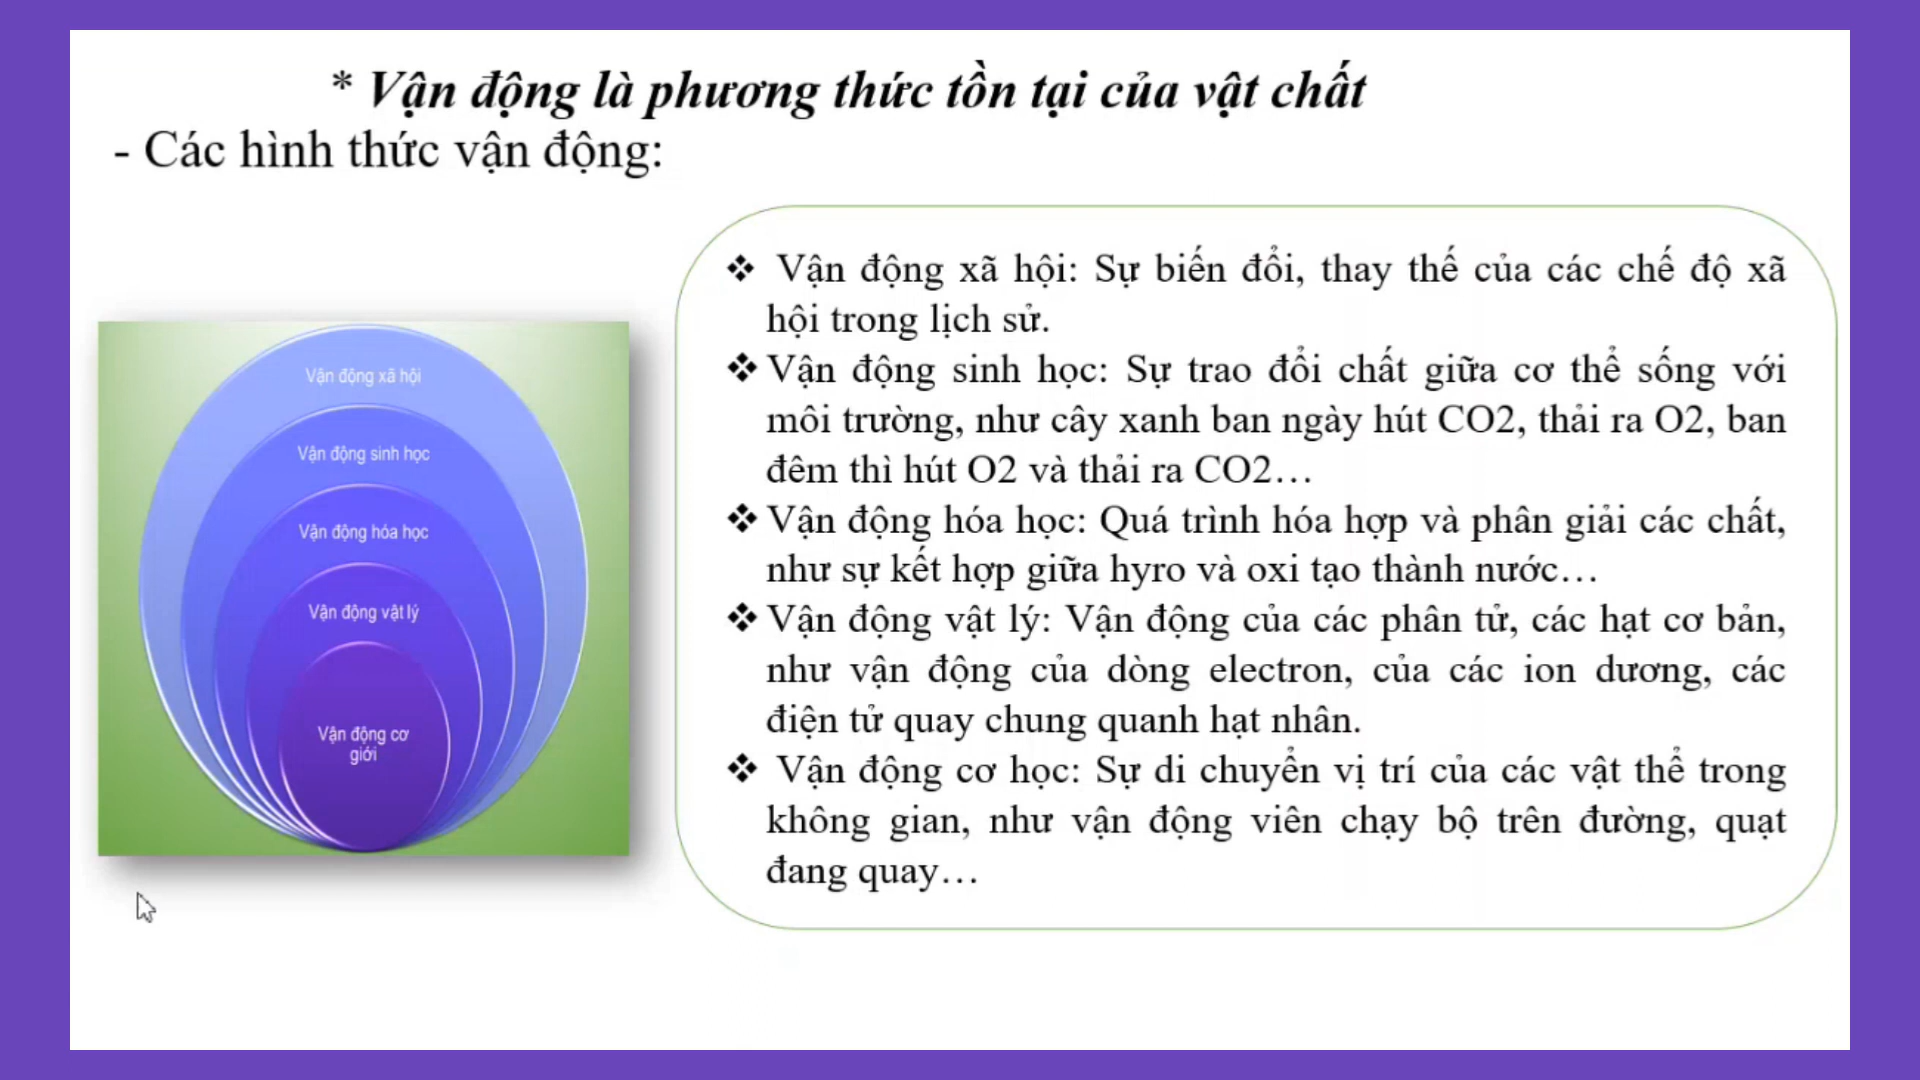 * Vận động là phương thức tồn tại của vật chất
- Các hình thức vận động:
Vận động xã hội
Vận động sinh học
Vận động hóa học
Vận động vật lý
Vận động cơ
giới
❖ Vận động xã hội: Sự biến đổi, thay thế của các chế độ xã
hội trong lịch sử.
❖ Vận động sinh học: Sự trao đổi chất giữa cơ thể sống với
môi trường, như cây xanh ban ngày hút CO2, thải ra O2, ban
đêm thì hút O2 và thải ra CO2…
❖ Vận động hóa học: Quá trình hóa hợp và phân giải các chất,
như sự kết hợp giữa hyro và oxi tạo thành nước…
❖ Vận động vật lý: Vận động của các phân tử, các hạt cơ bản,
như vận động của dòng electron, của các ion dương, các
điện tử quay chung quanh hạt nhân.
❖ Vận động cơ học: Sự di chuyển vị trí của các vật thể trong
không gian, như vận động viên chạy bộ trên đường, quạt
đang quay…